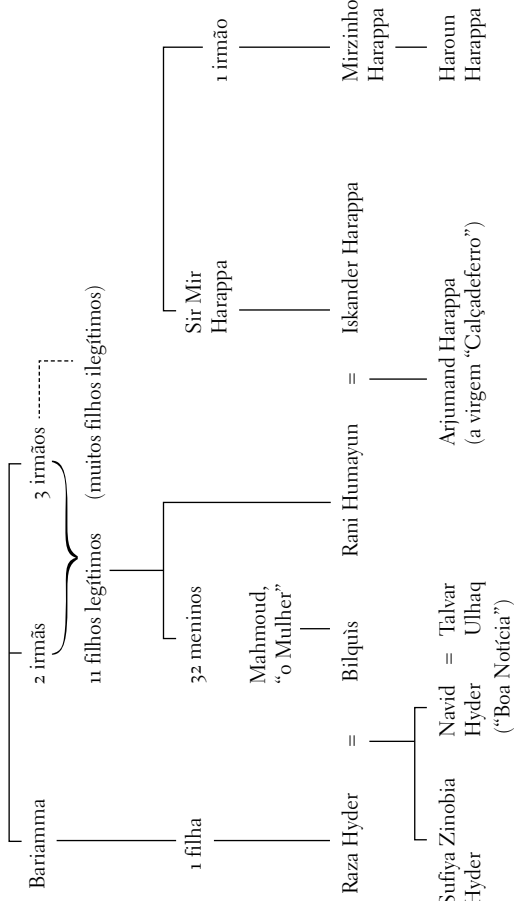 Bariamma
2 irmãs
3 irmãos
11 filhos legítimos
(muitos filhos ilegítimos)
1 filha
32 meninos
Sir Mir
Harappa
1 irmão
Mahmoud,
“o Mulher”
Raza Hyder
=
Bilquìs
Rani Humayun
=
Iskander Harappa
Mirzinho
Harappa
Sufiya Zinobia
Hyder
Navid
Hyder
(“Boa Notícia”)
=
Talvar
Ulhaq
Arjumand Harappa
(a virgem “Calçadeferro”)
Haroun
Harappa